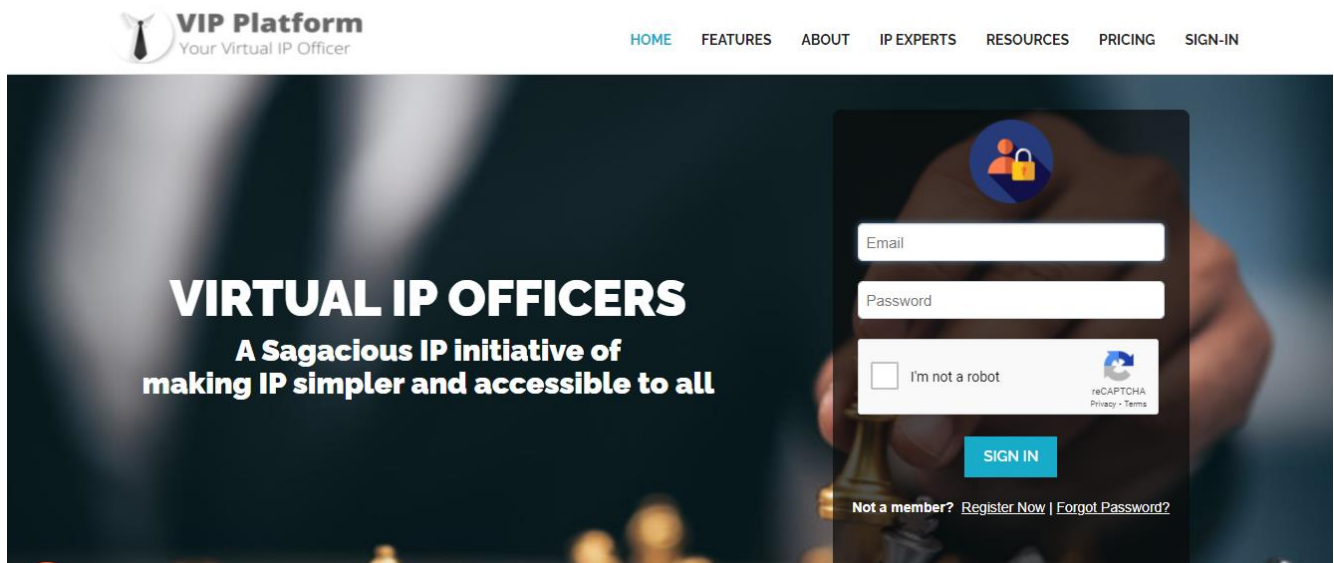 VIP Platform
Your Virtual IP Officer
HOME FEATURES ABOUT IP EXPERTS RESOURCES PRICING SIGN-IN
VIRTUAL IP OFFICERS
A Sagacious IP initiative of
making IP simpler and accessible to all
Email
Password
I'm not a robot
reCAPTCHA
Privacy - Terms
SIGN IN
Not a member? Register Now | Forgot Password?